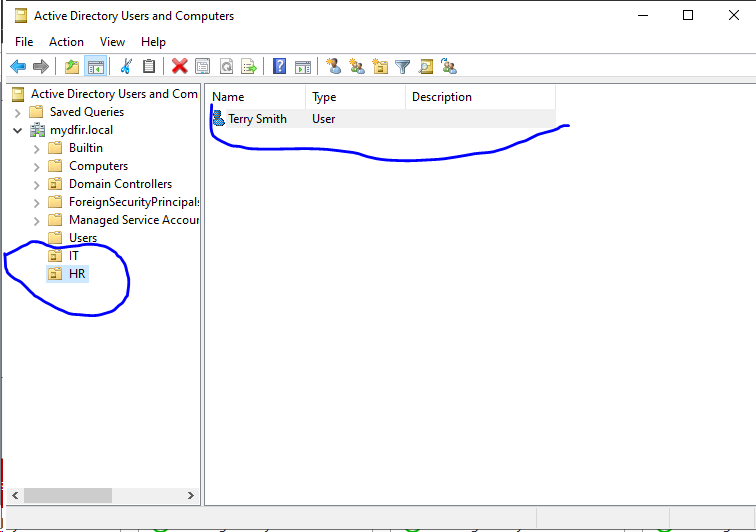 Active Directory Users and Computers
File Action View Help
Active Directory Users and Com
Saved Queries
mydfir.local
Builtin
Computers
Domain Controllers
ForeignSecurityPrincipals
Managed Service Accour
Users
IT
HR
Name Type Description
Terry Smith User